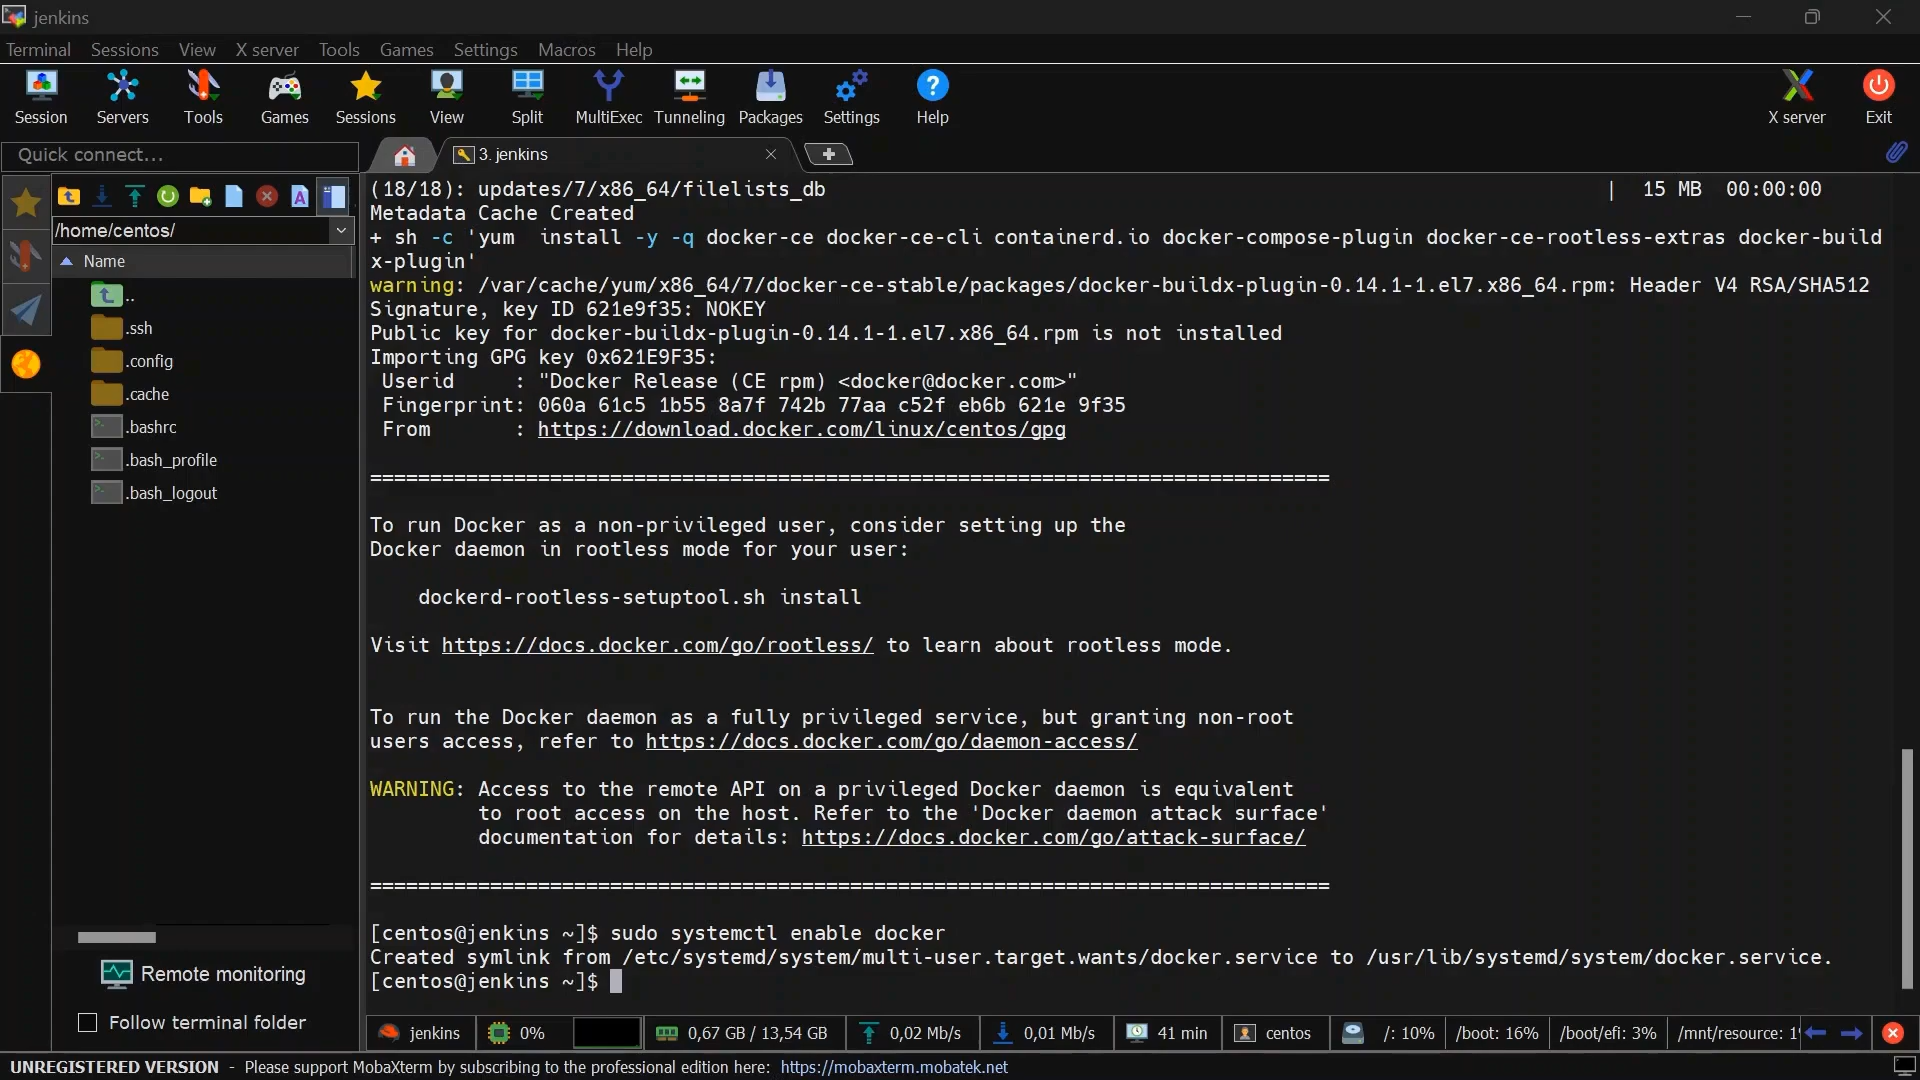 jenkins
Terminal Sessions View X server Tools Games Settings Macros Help
Session Servers Tools Games Sessions View Split MultiExec Tunneling Packages Settings Help X server Exit
Quick connect...
3. jenkins
/home/centos/
Name
..
.ssh
.config
.cache
.bashrc
.bash_profile
.bash_logout
Remote monitoring
Follow terminal folder
(18/18): updates/7/x86_64/filelists_db | 15 MB 00:00:00
Metadata Cache Created
+ sh -c 'yum  install -y -q docker-ce docker-ce-cli containerd.io docker-compose-plugin docker-ce-rootless-extras docker-build
x-plugin'
warning: /var/cache/yum/x86_64/7/docker-ce-stable/packages/docker-buildx-plugin-0.14.1-1.el7.x86_64.rpm: Header V4 RSA/SHA512
Signature, key ID 621e9f35: NOKEY
Public key for docker-buildx-plugin-0.14.1-1.el7.x86_64.rpm is not installed
Importing GPG key 0x621E9F35:
Userid     : "Docker Release (CE rpm) <docker@docker.com>"
Fingerprint: 060a 61c5 1b55 8a7f 742b 77aa c52f eb6b 621e 9f35
From       : https://download.docker.com/linux/centos/gpg
================================================================================
To run Docker as a non-privileged user, consider setting up the
Docker daemon in rootless mode for your user:
dockerd-rootless-setuptool.sh install
Visit https://docs.docker.com/go/rootless/ to learn about rootless mode.
To run the Docker daemon as a fully privileged service, but granting non-root
users access, refer to https://docs.docker.com/go/daemon-access/
WARNING: Access to the remote API on a privileged Docker daemon is equivalent
to root access on the host. Refer to the 'Docker daemon attack surface'
documentation for details: https://docs.docker.com/go/attack-surface/
================================================================================
[centos@jenkins ~]$ sudo systemctl enable docker
Created symlink from /etc/systemd/system/multi-user.target.wants/docker.service to /usr/lib/systemd/system/docker.service.
[centos@jenkins ~]$
jenkins 0% 0,67 GB / 13,54 GB 0,02 Mb/s 0,01 Mb/s 41 min centos /: 10% /boot: 16% /boot/efi: 3% /mnt/resource: 1
UNREGISTERED VERSION - Please support MobaXterm by subscribing to the professional edition here: https://mobaxterm.mobatek.net